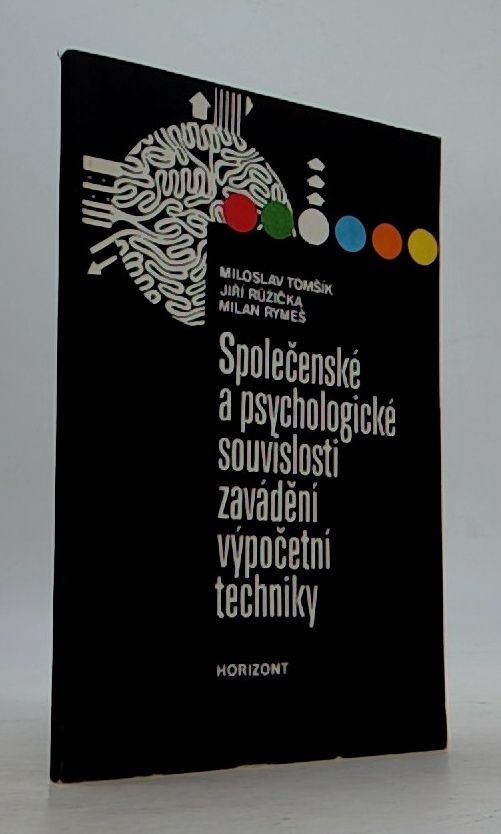 MILOSLAV TOMŠÍK
JIŘÍ RŮŽIČKA
MILAN RYMEŠ
Společenské
a psychologické
souvislosti
zavádění
výpočetní
techniky
HORIZONT